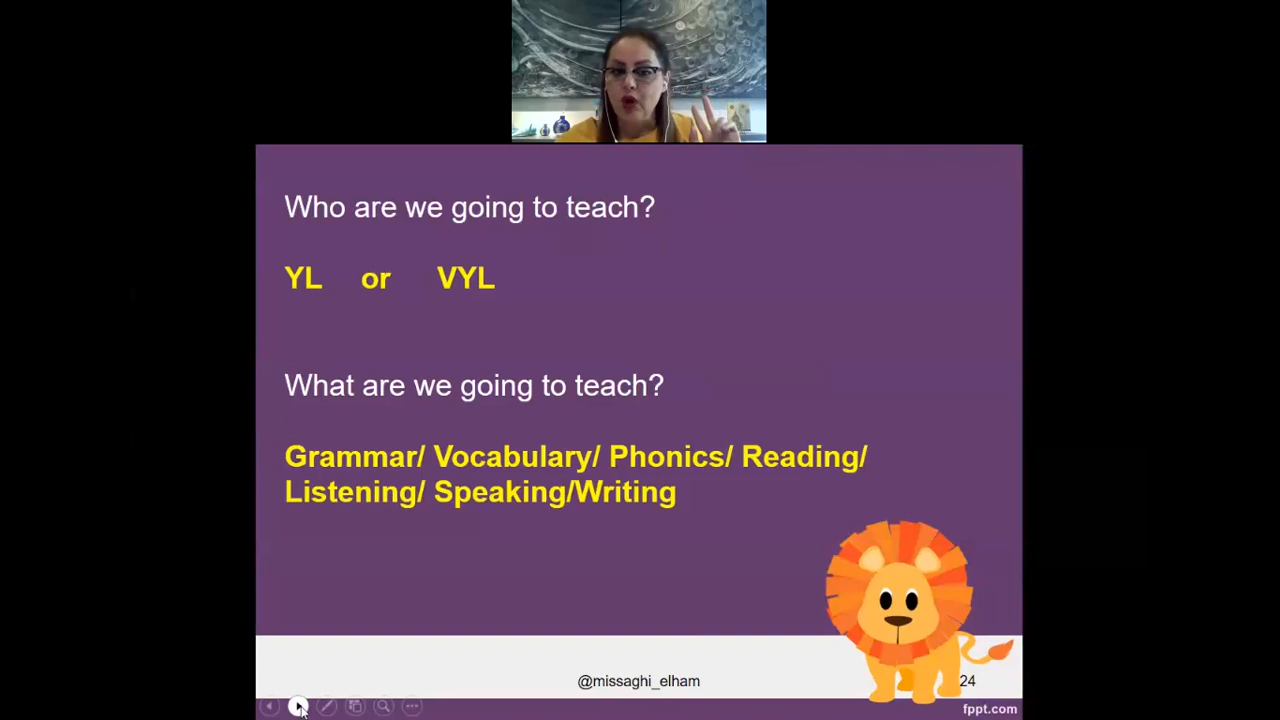 Who are we going to teach?
YL or VYL
What are we going to teach?
Grammar/ Vocabulary/ Phonics/ Reading/
Listening/ Speaking/Writing
@missaghi_elham
24
fppt.com